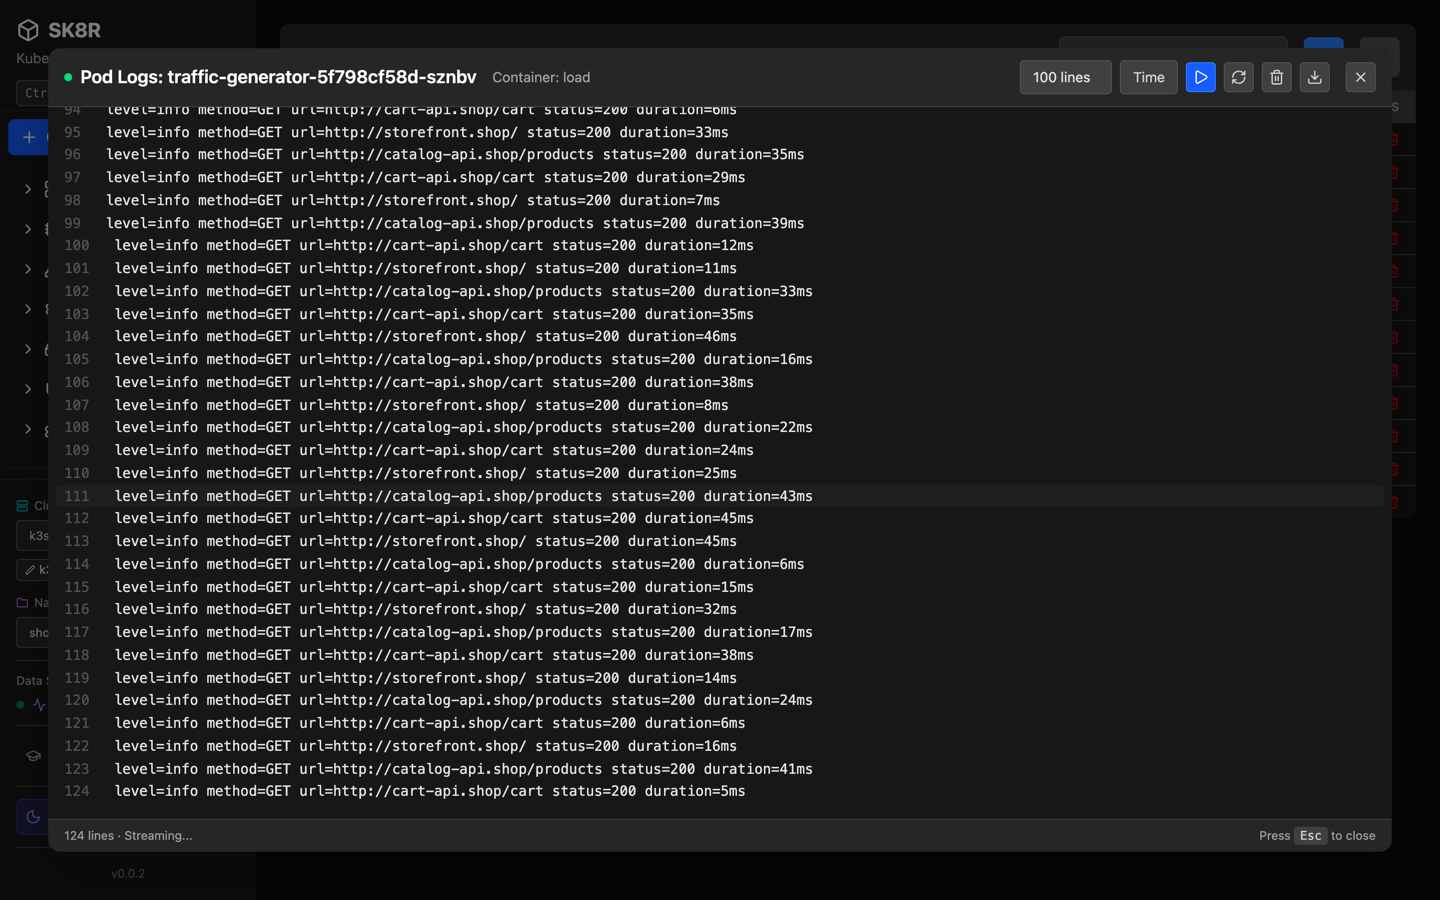 SK8R
Kube
Ctr
Pod Logs: traffic-generator-5f798cf58d-sznbv
Container: load
100 lines
Time
94 level=info method=GET url=http://cart-api.shop/cart status=200 duration=6ms
95 level=info method=GET url=http://storefront.shop/ status=200 duration=33ms
96 level=info method=GET url=http://catalog-api.shop/products status=200 duration=35ms
97 level=info method=GET url=http://cart-api.shop/cart status=200 duration=29ms
98 level=info method=GET url=http://storefront.shop/ status=200 duration=7ms
99 level=info method=GET url=http://catalog-api.shop/products status=200 duration=39ms
100 level=info method=GET url=http://cart-api.shop/cart status=200 duration=12ms
101 level=info method=GET url=http://storefront.shop/ status=200 duration=11ms
102 level=info method=GET url=http://catalog-api.shop/products status=200 duration=33ms
103 level=info method=GET url=http://cart-api.shop/cart status=200 duration=35ms
104 level=info method=GET url=http://storefront.shop/ status=200 duration=46ms
105 level=info method=GET url=http://catalog-api.shop/products status=200 duration=16ms
106 level=info method=GET url=http://cart-api.shop/cart status=200 duration=38ms
107 level=info method=GET url=http://storefront.shop/ status=200 duration=8ms
108 level=info method=GET url=http://catalog-api.shop/products status=200 duration=22ms
109 level=info method=GET url=http://cart-api.shop/cart status=200 duration=24ms
110 level=info method=GET url=http://storefront.shop/ status=200 duration=25ms
111 level=info method=GET url=http://catalog-api.shop/products status=200 duration=43ms
112 level=info method=GET url=http://cart-api.shop/cart status=200 duration=45ms
113 level=info method=GET url=http://storefront.shop/ status=200 duration=45ms
114 level=info method=GET url=http://catalog-api.shop/products status=200 duration=6ms
115 level=info method=GET url=http://cart-api.shop/cart status=200 duration=15ms
116 level=info method=GET url=http://storefront.shop/ status=200 duration=32ms
117 level=info method=GET url=http://catalog-api.shop/products status=200 duration=17ms
118 level=info method=GET url=http://cart-api.shop/cart status=200 duration=38ms
119 level=info method=GET url=http://storefront.shop/ status=200 duration=14ms
120 level=info method=GET url=http://catalog-api.shop/products status=200 duration=24ms
121 level=info method=GET url=http://cart-api.shop/cart status=200 duration=6ms
122 level=info method=GET url=http://storefront.shop/ status=200 duration=16ms
123 level=info method=GET url=http://catalog-api.shop/products status=200 duration=41ms
124 level=info method=GET url=http://cart-api.shop/cart status=200 duration=5ms
Clu
k3s
k3
Na
sho
Data S
124 lines · Streaming...
Press Esc to close
v0.0.2